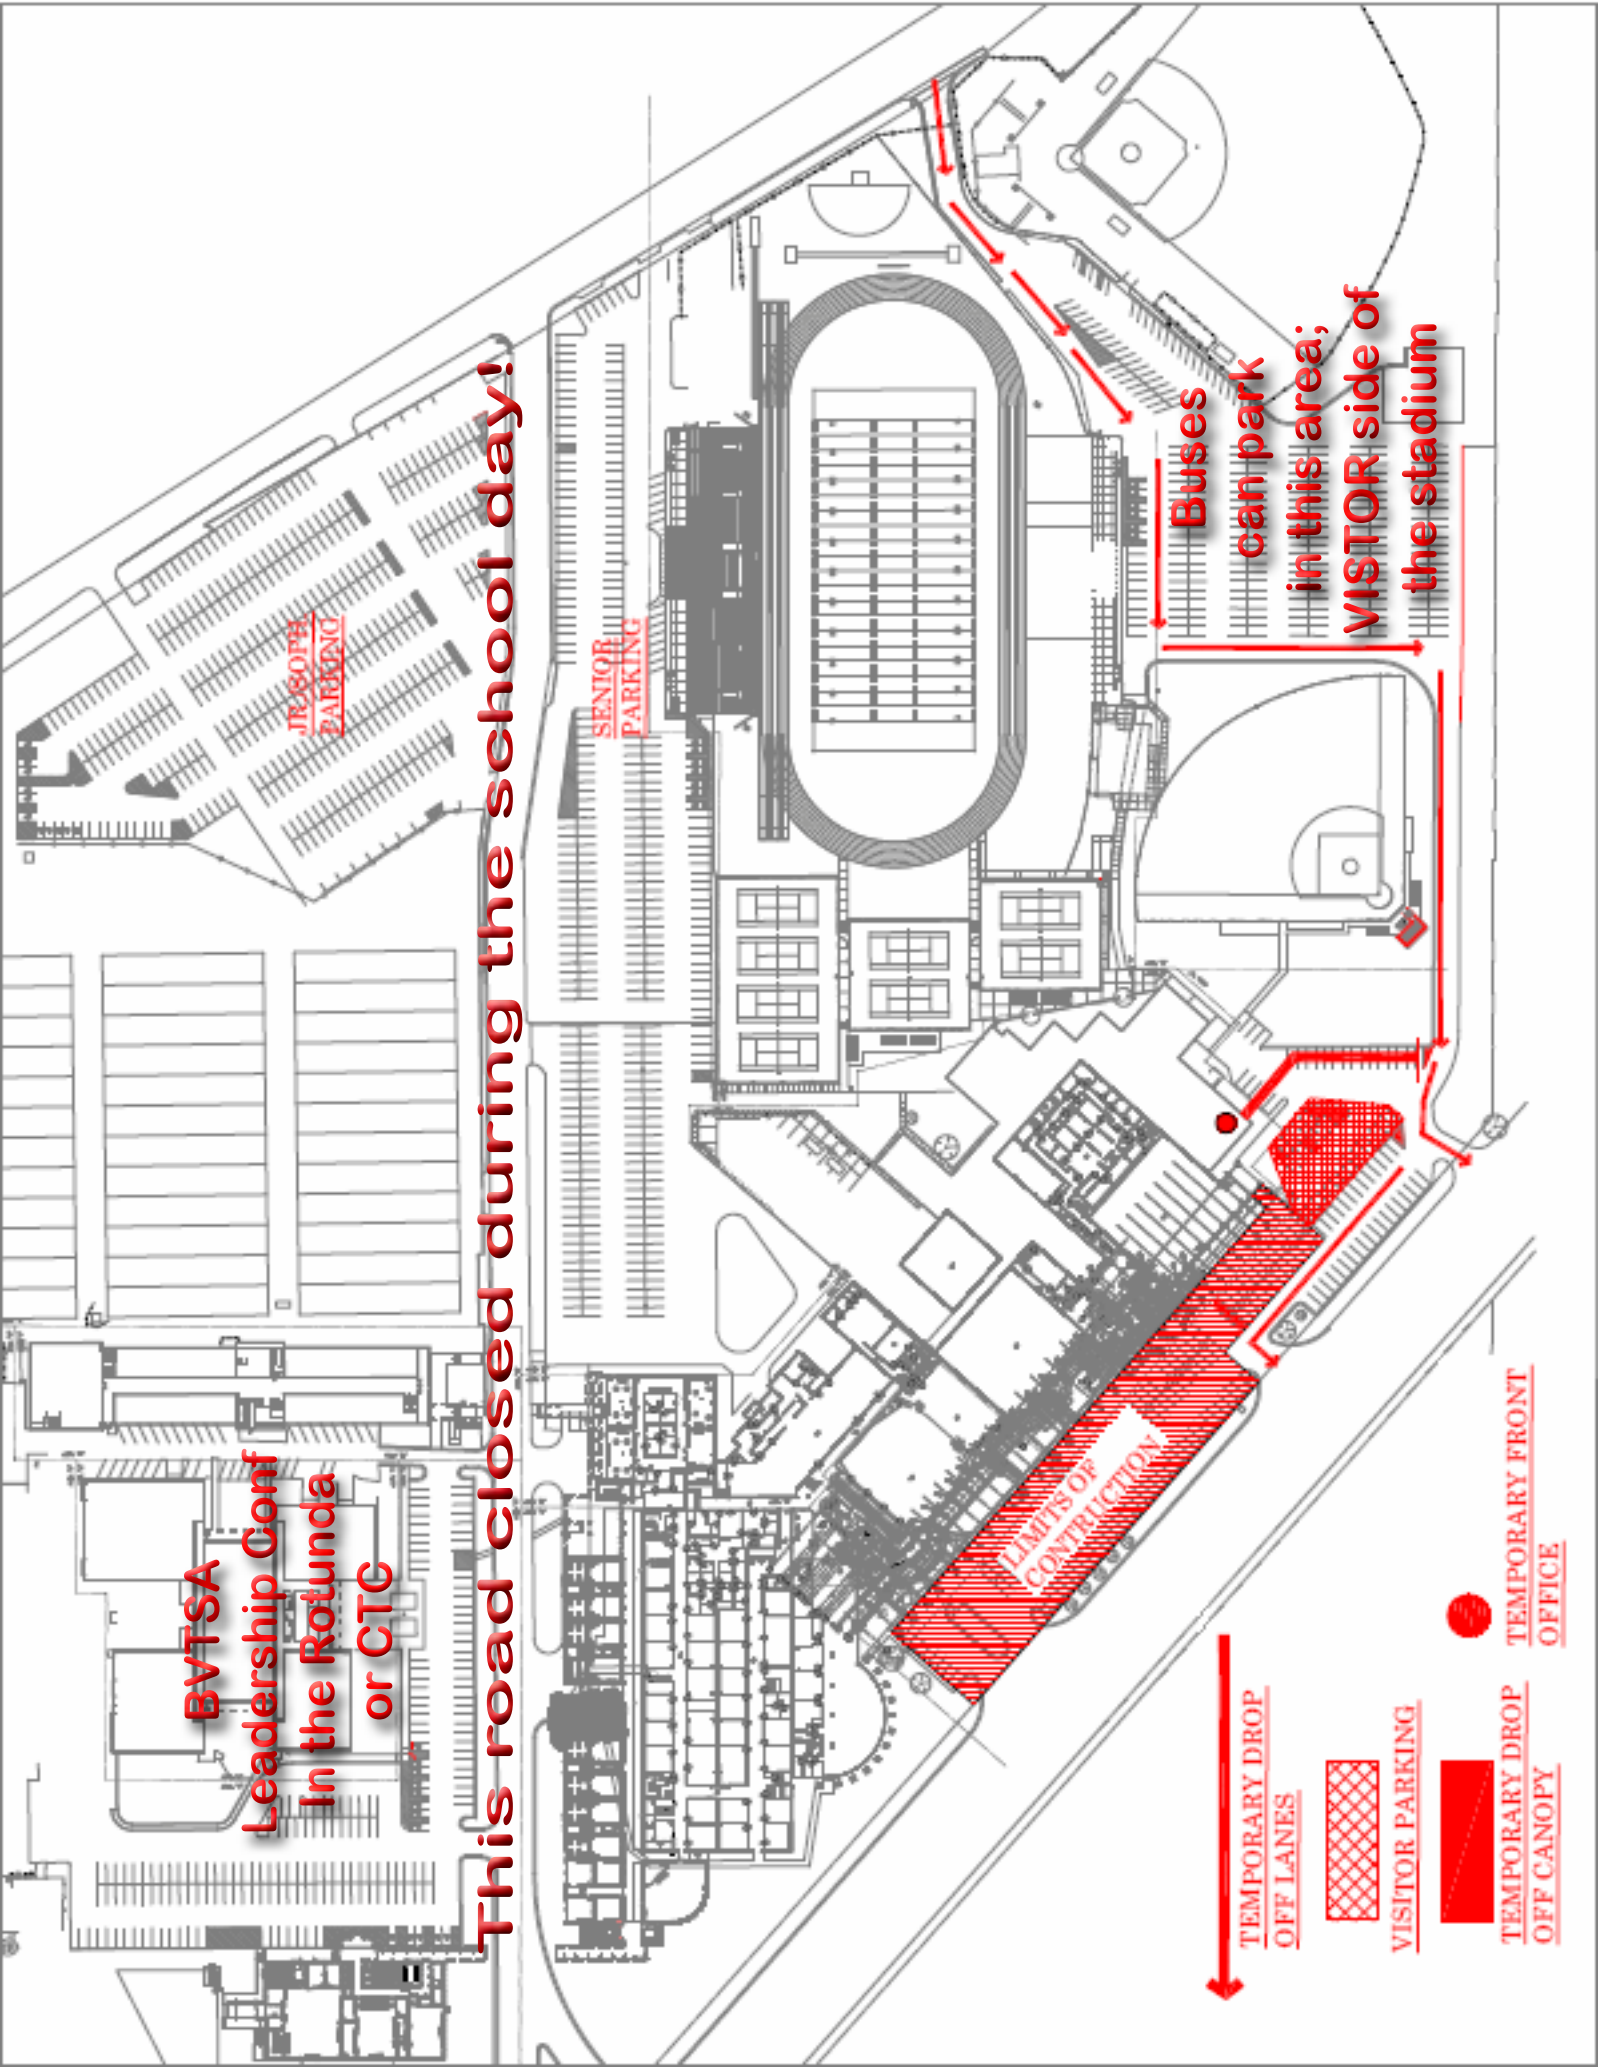 JR/SOPH
PARKING
SENIOR
PARKING
This road closed during the school day!
Buses
can park
in this area;
VISTOR side of
the stadium
BVTSA
Leadership Conf
In the Rotunda
or CTC
LIMITS OF
CONTRUCTION
TEMPORARY DROP
OFF LANES
VISITOR PARKING
TEMPORARY DROP
OFF CANOPY
TEMPORARY FRONT
OFFICE